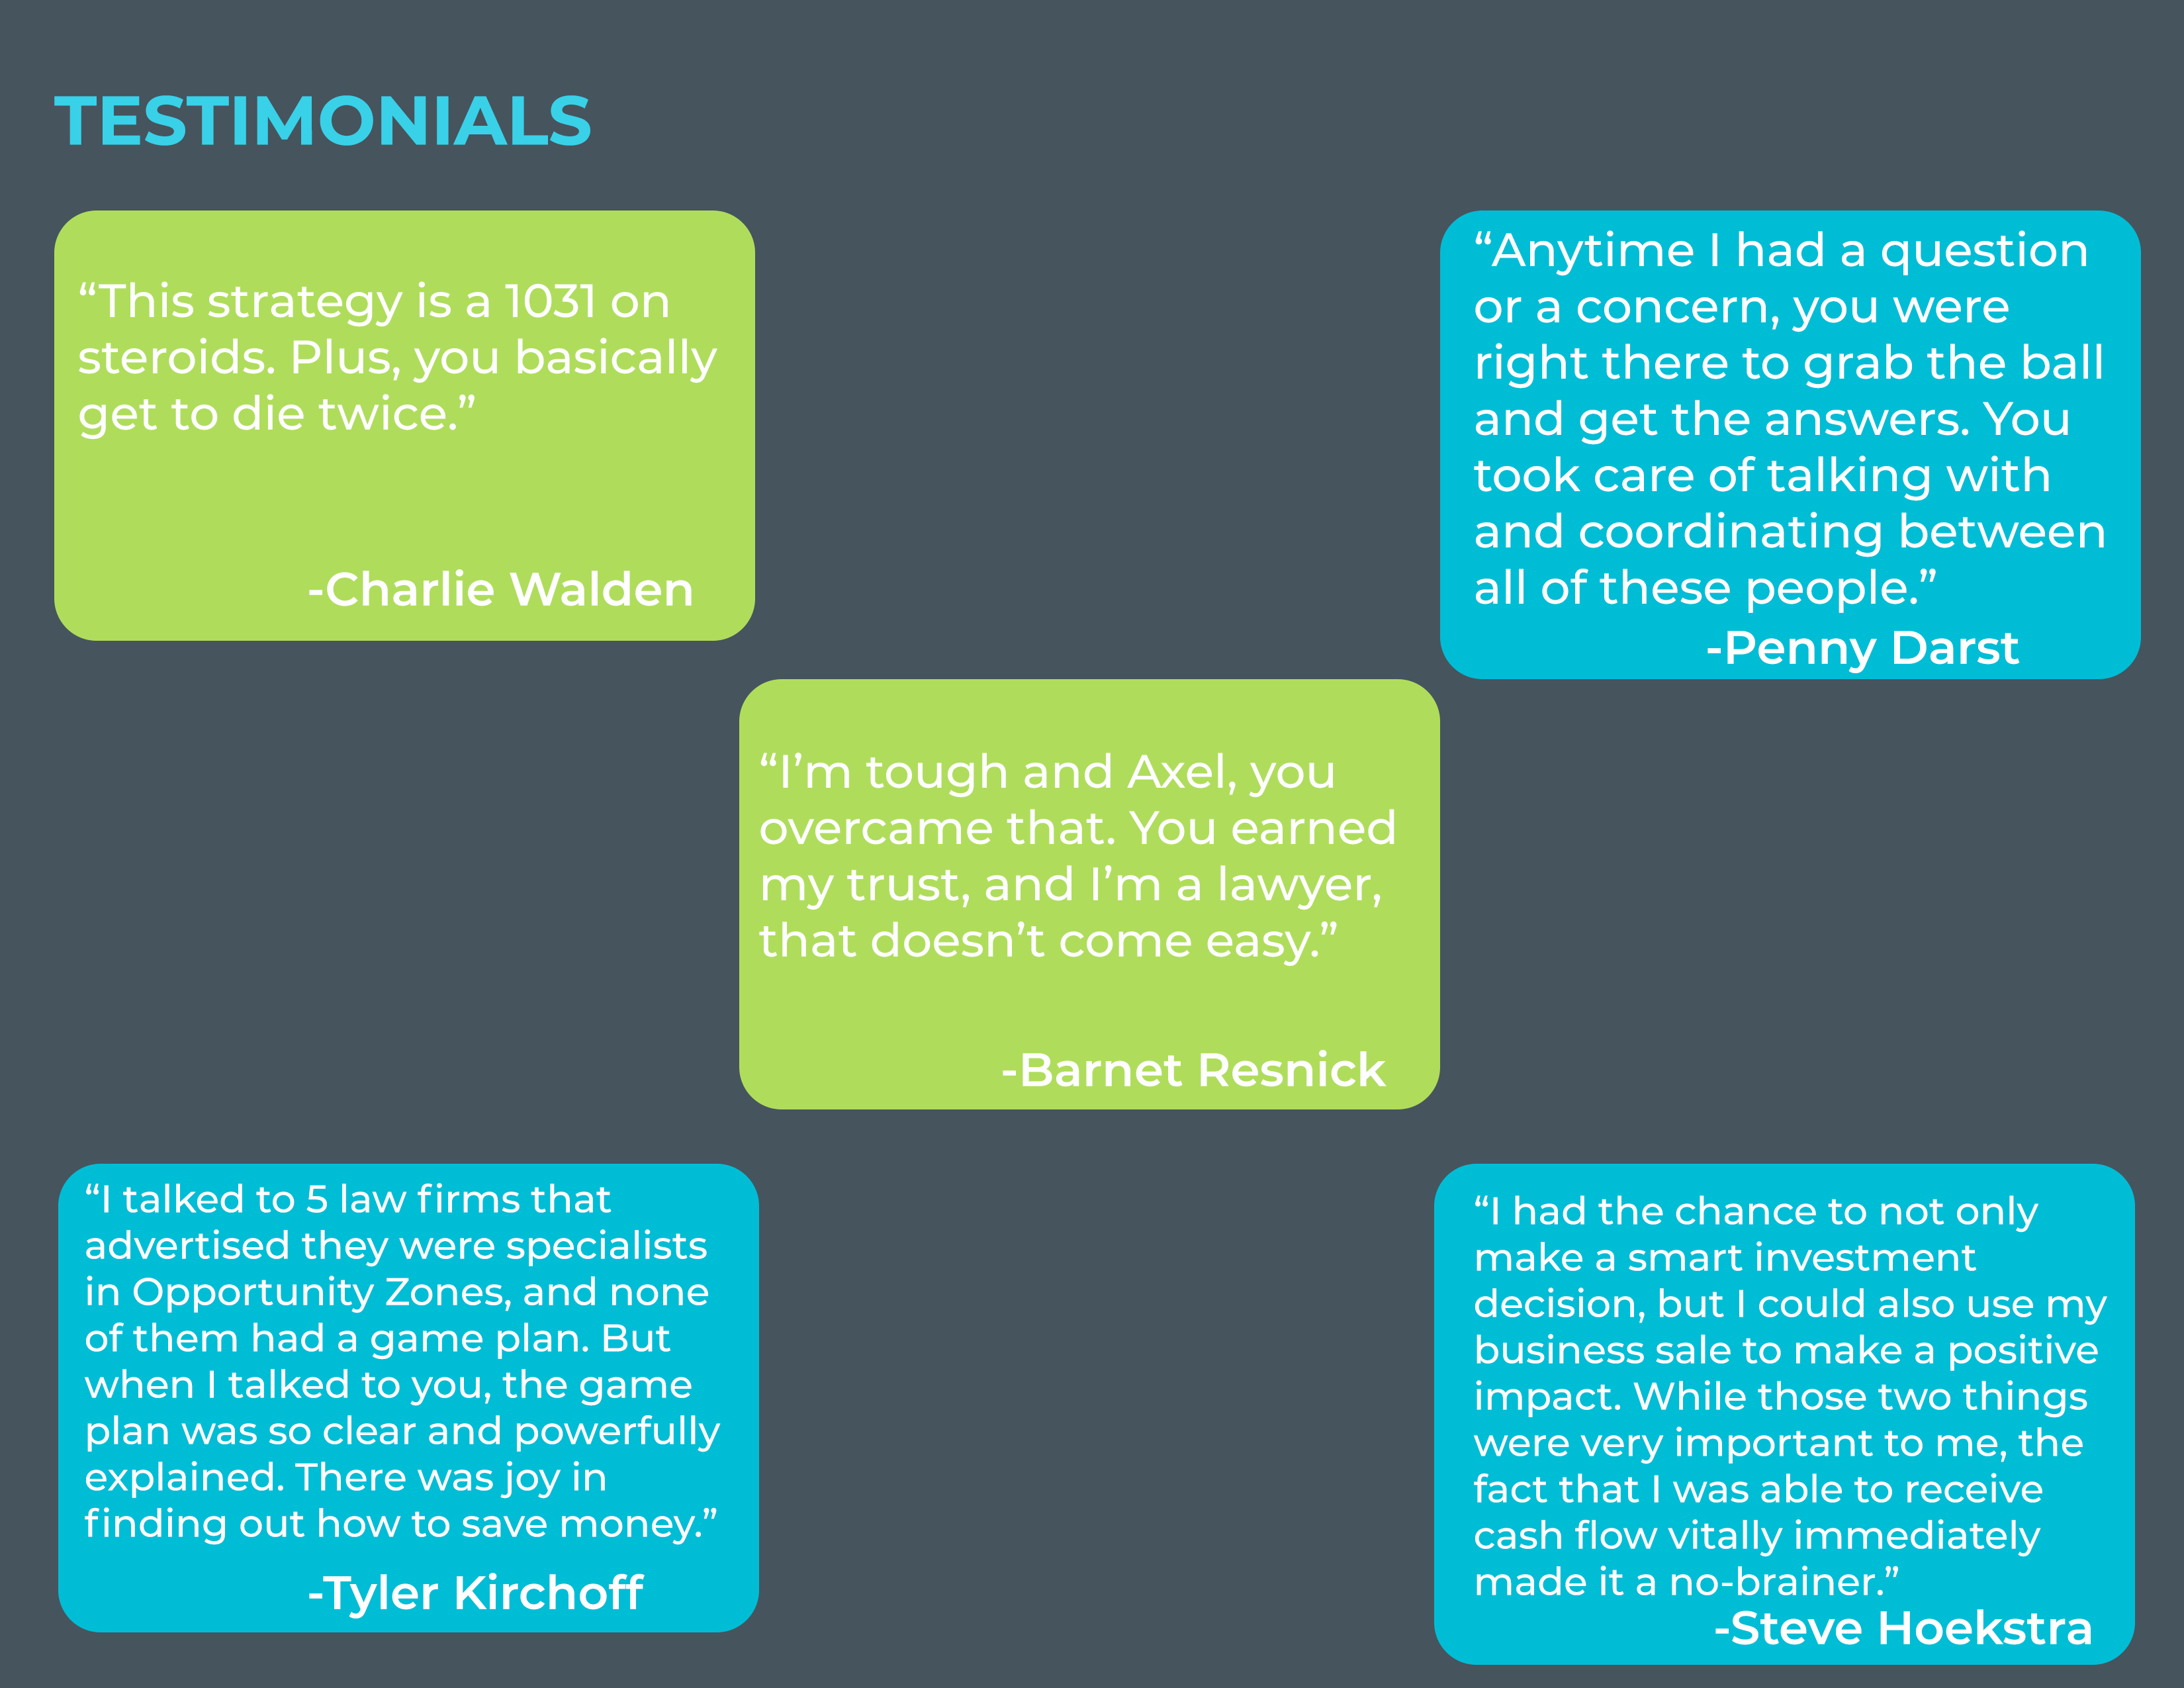 TESTIMONIALS
“This strategy is a 1031 on
steroids. Plus, you basically
get to die twice.”
-Charlie Walden
“Anytime I had a question
or a concern, you were
right there to grab the ball
and get the answers. You
took care of talking with
and coordinating between
all of these people.”
-Penny Darst
“I’m tough and Axel, you
overcame that. You earned
my trust, and I’m a lawyer,
that doesn’t come easy.”
-Barnet Resnick
“I talked to 5 law firms that
advertised they were specialists
in Opportunity Zones, and none
of them had a game plan. But
when I talked to you, the game
plan was so clear and powerfully
explained. There was joy in
finding out how to save money.”
-Tyler Kirchoff
“I had the chance to not only
make a smart investment
decision, but I could also use my
business sale to make a positive
impact. While those two things
were very important to me, the
fact that I was able to receive
cash flow vitally immediately
made it a no-brainer.”
-Steve Hoekstra